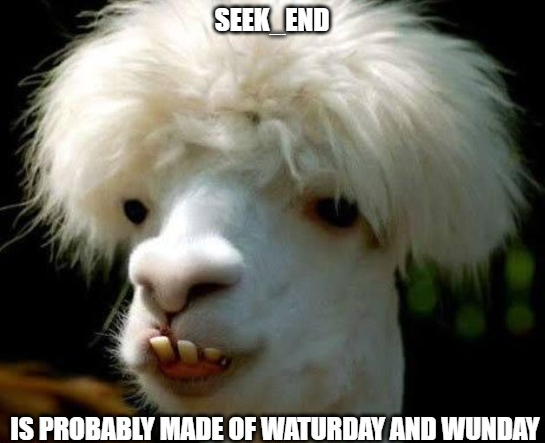 SEEK_END
IS PROBABLY MADE OF WATURDAY AND WUNDAY